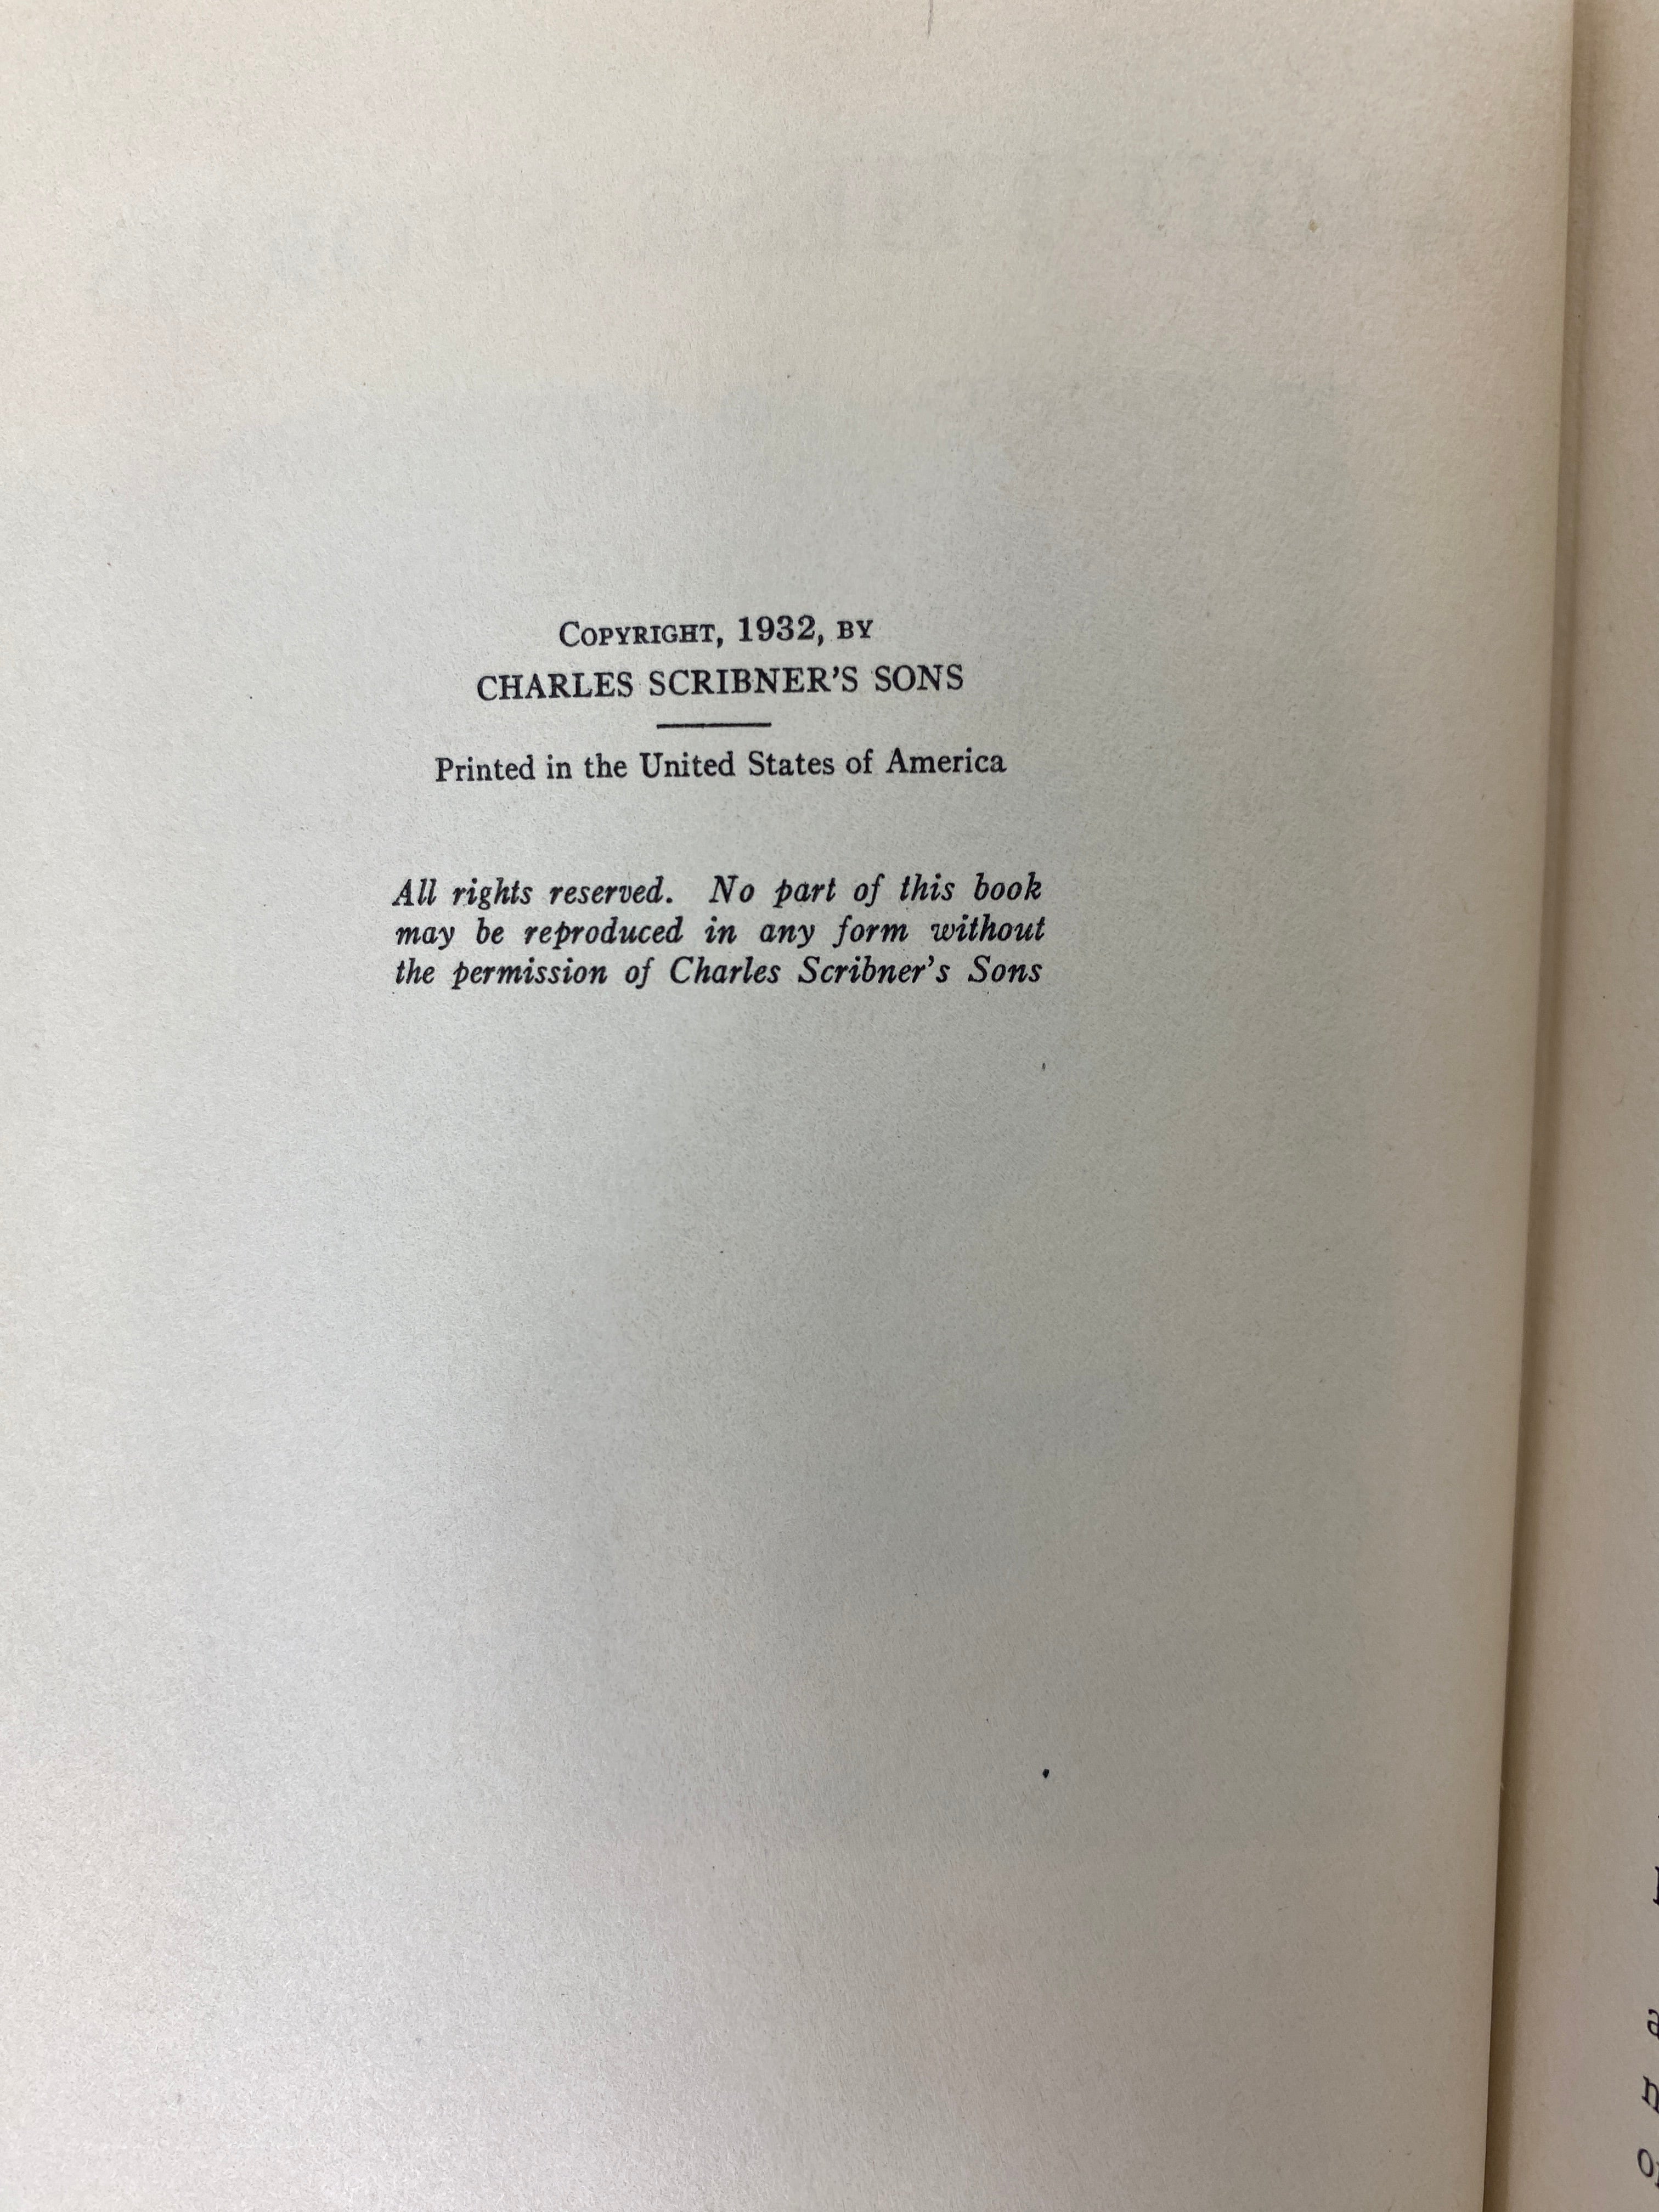 COPYRIGHT, 1932, BY
CHARLES SCRIBNER'S SONS
Printed in the United States of America
All rights reserved. No part of this book
may be reproduced in any form without
the permission of Charles Scribner's Sons